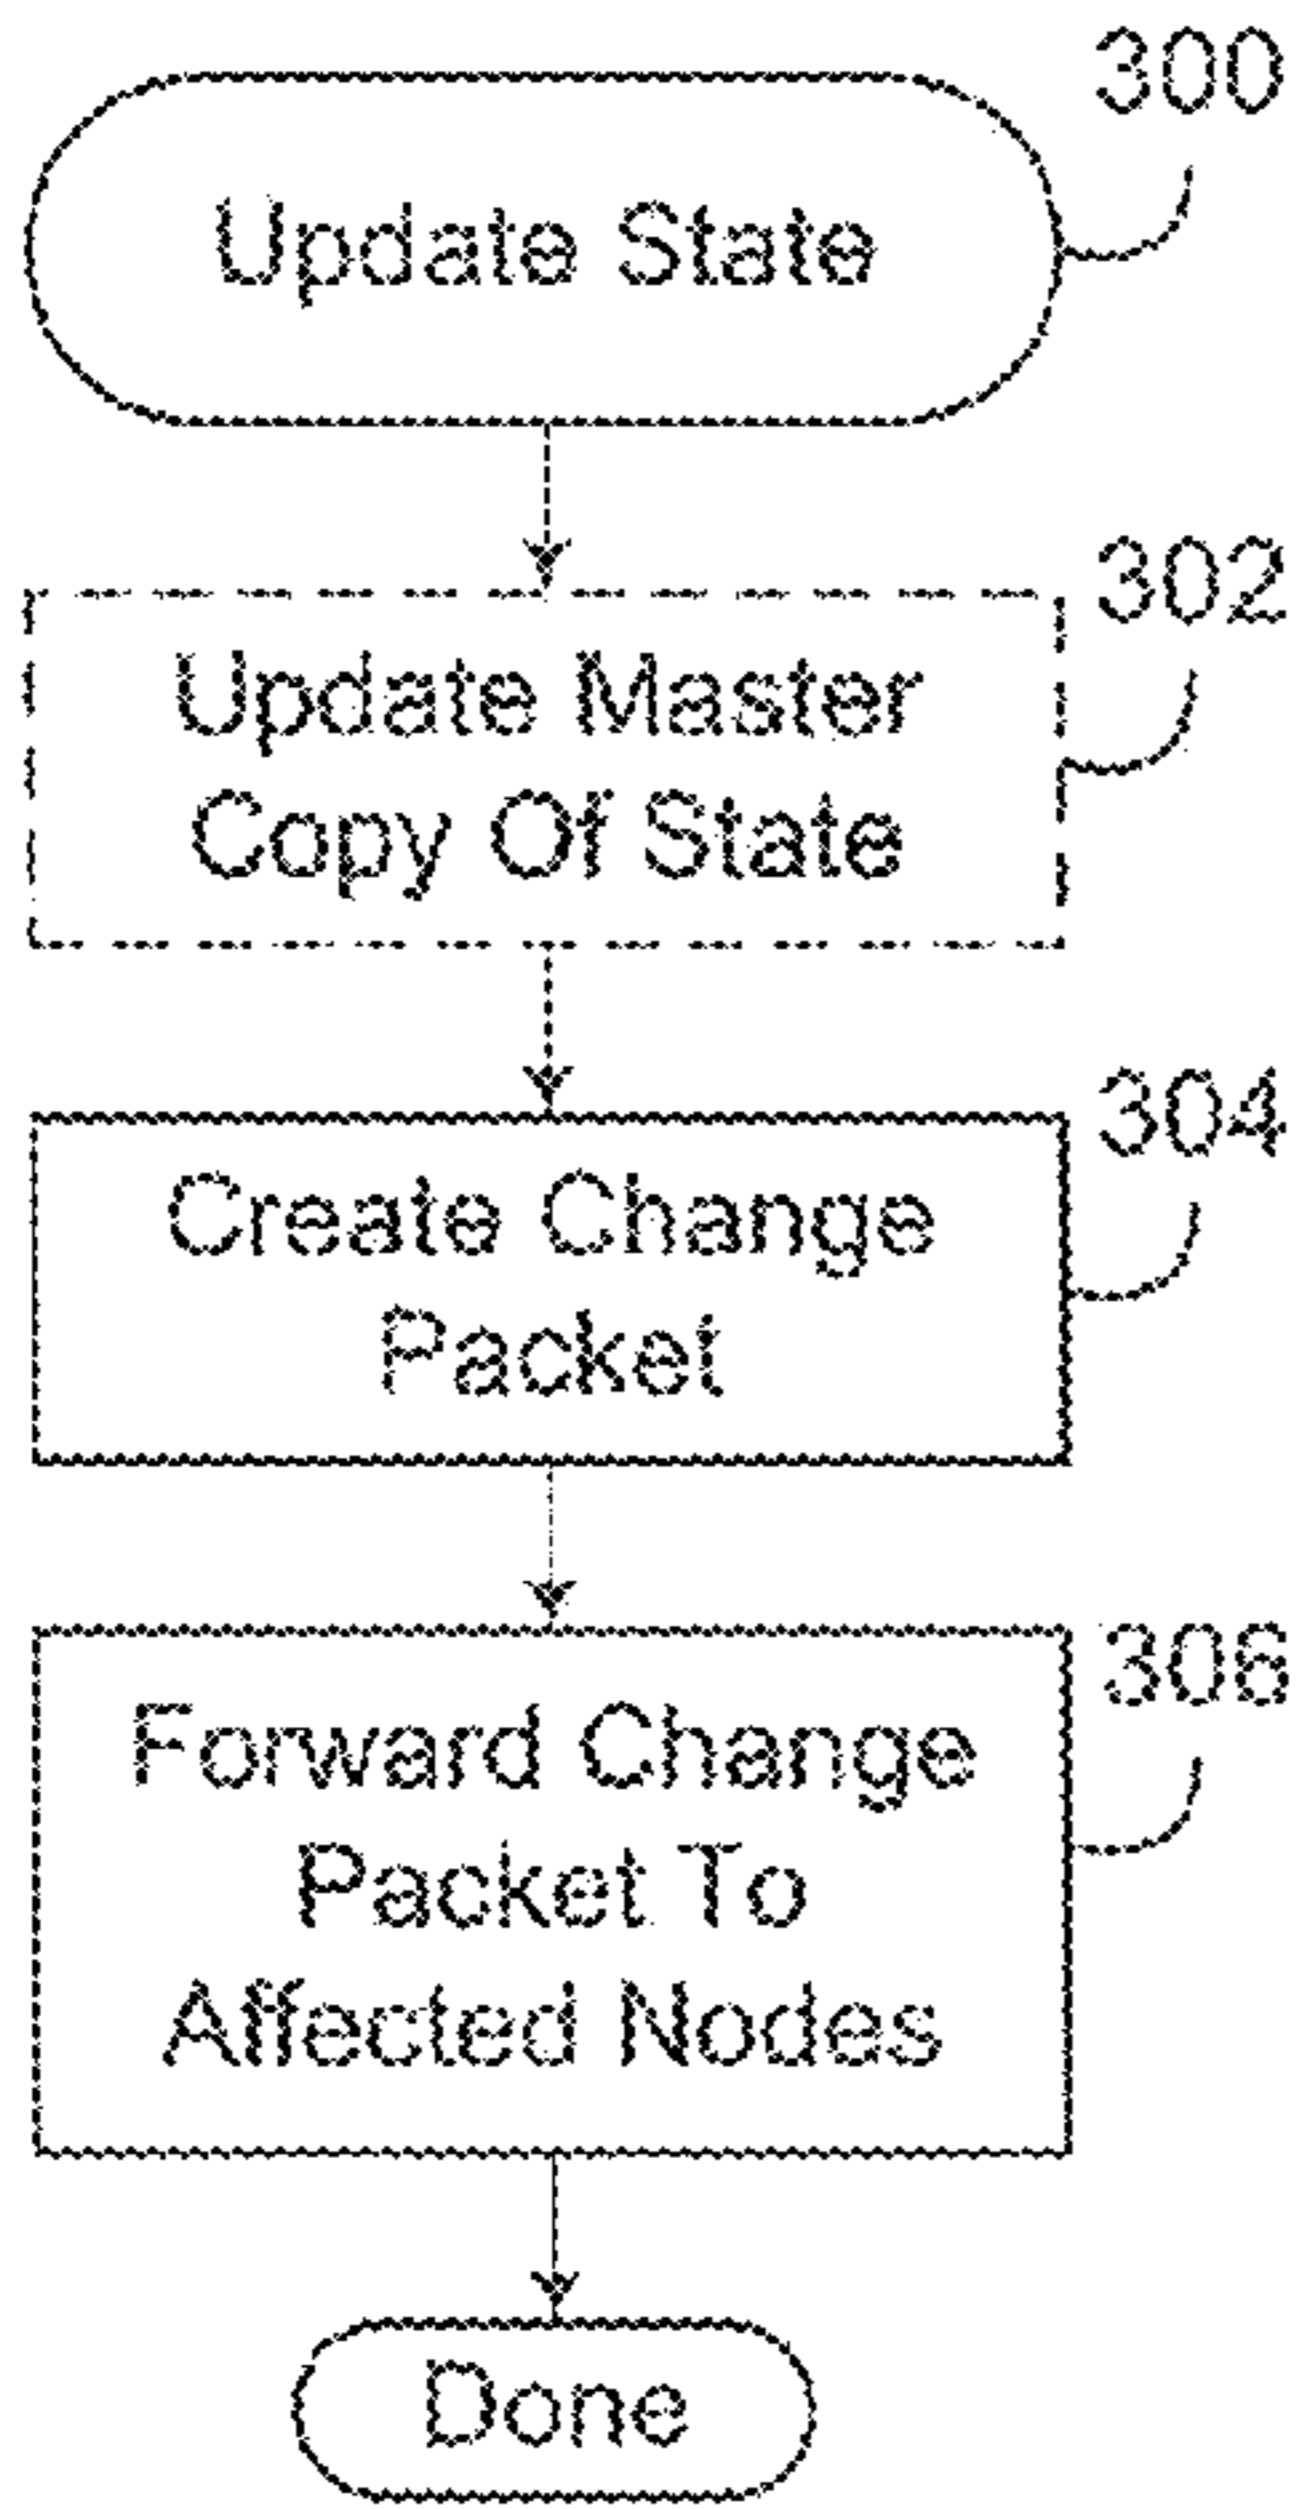 300
Update State
302
Update Master
Copy Of State
304
Create Change
Packet
306
Forward Change
Packet To
Affected Nodes
Done